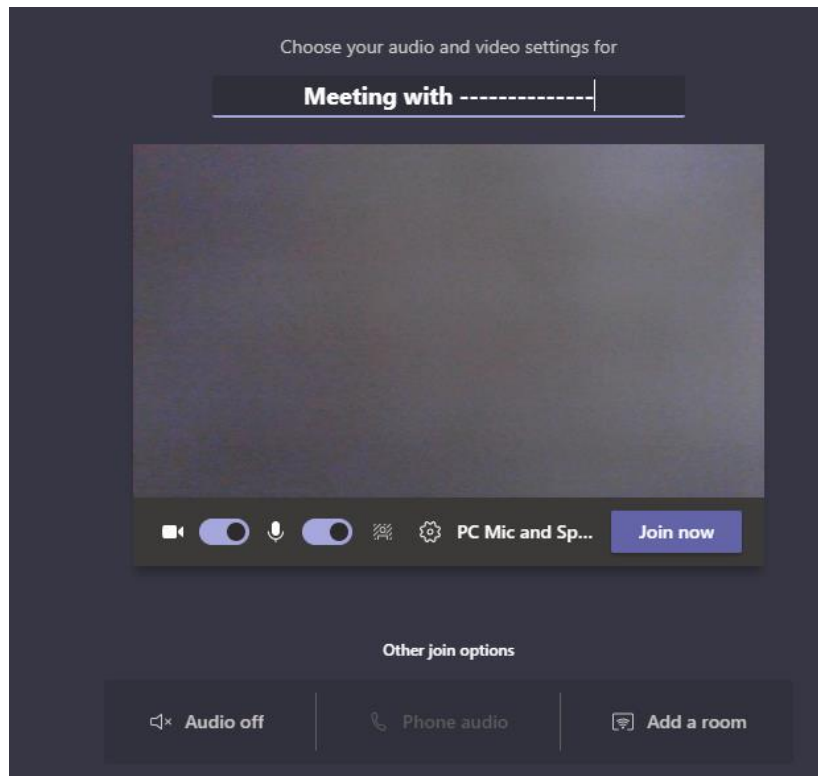 Choose your audio and video settings for
Meeting with --------------
PC Mic and Sp... Join now
Other join options
Audio off Phone audio Add a room